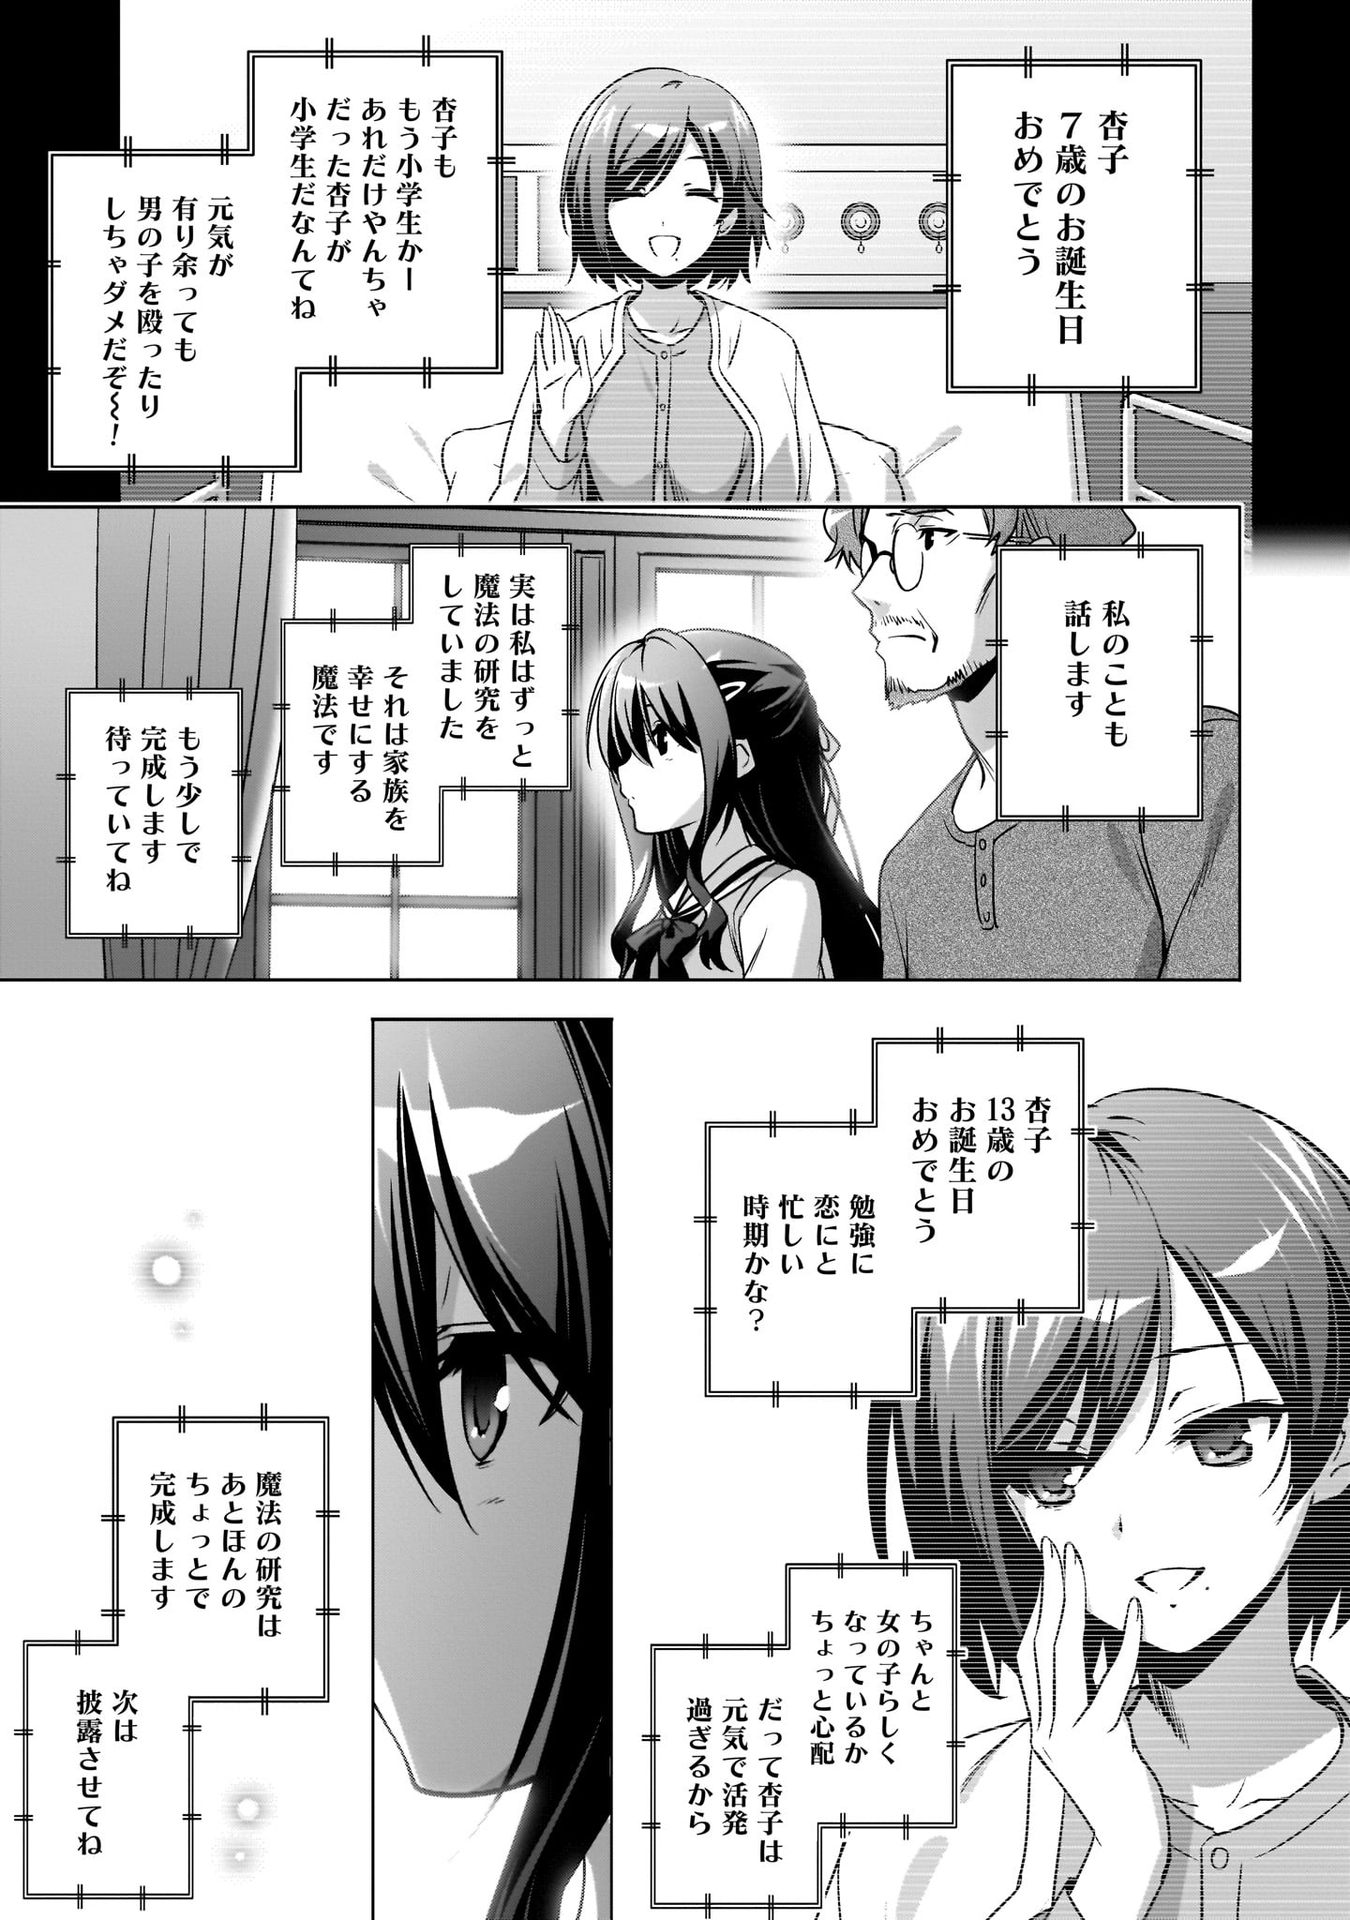 杏子
７歳のお誕生日
おめでとう
杏子も
もう小学生かー
あれだけやんちゃ
だった杏子が
小学生だなんてね
元気が
有り余っても
男の子を殴ったり
しちゃダメだぞ〜！
私のことも
話します
実は私はずっと
魔法の研究を
していました
それは家族を
幸せにする
魔法です
もう少しで
完成します
待っていてね
杏子
13歳の
お誕生日
おめでとう
勉強に
恋にと
忙しい
時期かな？
ちゃんと
女の子らしく
なっているか
ちょっと心配
だって杏子は
元気で活発
過ぎるから
魔法の研究は
あとほんの
ちょっとで
完成します
次は
披露させてね